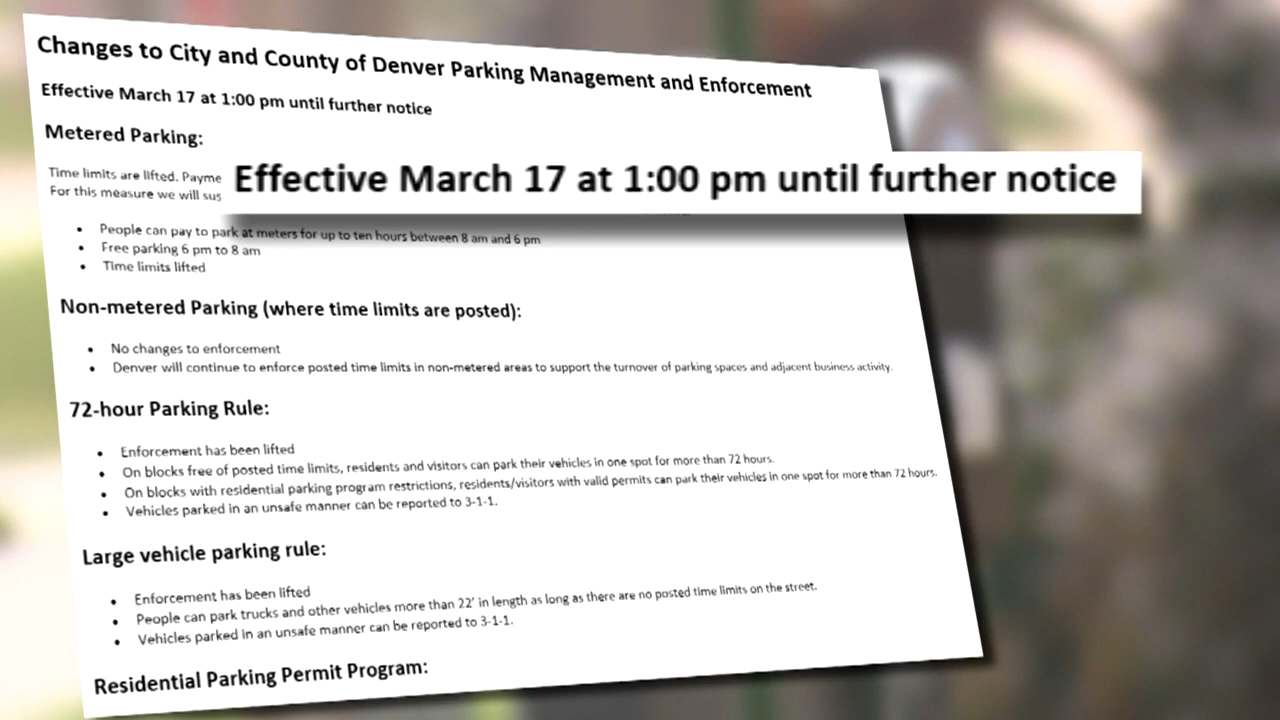 Changes to City and County of Denver Parking Management and Enforcement
Effective March 17 at 1:00 pm until further notice
Metered Parking:
Time limits are lifted. Payme
For this measure we will sus
Effective March 17 at 1:00 pm until further notice
• People can pay to park at meters for up to ten hours between 8 am and 6 pm
• Free parking 6 pm to 8 am
• Time limits lifted
Non-metered Parking (where time limits are posted):
• No changes to enforcement
• Denver will continue to enforce posted time limits in non-metered areas to support the turnover of parking spaces and adjacent business activity.
72-hour Parking Rule:
• Enforcement has been lifted
• On blocks free of posted time limits, residents and visitors can park their vehicles in one spot for more than 72 hours.
• On blocks with residential parking program restrictions, residents/visitors with valid permits can park their vehicles in one spot for more than 72 hours.
• Vehicles parked in an unsafe manner can be reported to 3-1-1.
Large vehicle parking rule:
• Enforcement has been lifted
• People can park trucks and other vehicles more than 22' in length as long as there are no posted time limits on the street.
• Vehicles parked in an unsafe manner can be reported to 3-1-1.
Residential Parking Permit Program: